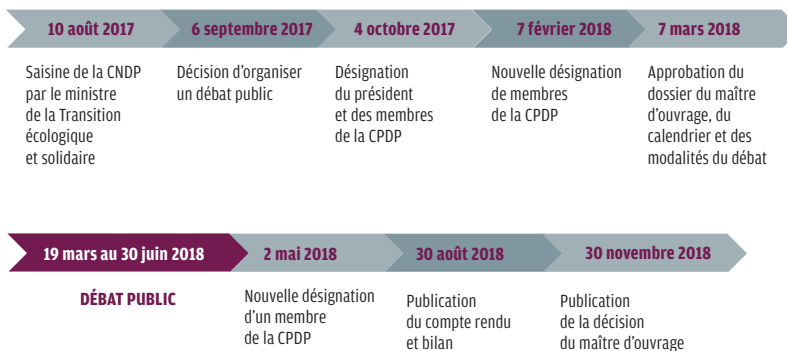 10 août 2017
6 septembre 2017
4 octobre 2017
7 février 2018
7 mars 2018
Saisine de la CNDP
par le ministre
de la Transition
écologique
et solidaire
Décision d'organiser
un débat public
Désignation
du président
et des membres
de la CPDP
Nouvelle désignation
de membres
de la CPDP
Approbation du
dossier du maître
d'ouvrage, du
calendrier et des
modalités du débat
19 mars au 30 juin 2018
2 mai 2018
30 août 2018
30 novembre 2018
DÉBAT PUBLIC
Nouvelle désignation
d'un membre
de la CPDP
Publication
du compte rendu
et bilan
Publication
de la décision
du maître d'ouvrage